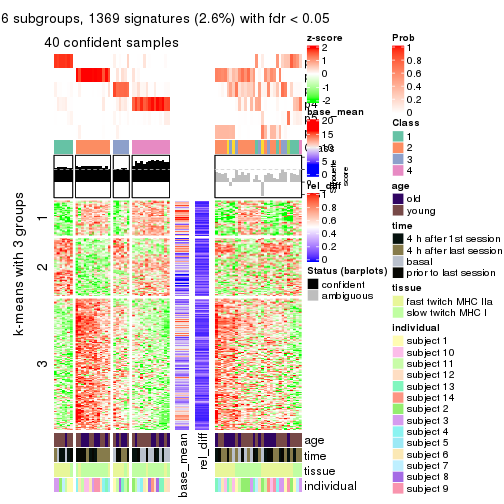 6 subgroups, 1369 signatures (2.6%) with fdr < 0.05
40 confident samples
k-means with 3 groups
1
2
3
p4
z-score
2
1
0
-1
-2
base_mean
20
15
10
5
0
score
rel_diff
1
0.8
0.6
0.4
0.2
0
Status (barplots)
confident
ambiguous
base_mean
rel_diff
age
time
tissue
individual
Prob
1
0.8
0.6
0.4
0.2
0
Class
1
2
3
4
age
old
young
time
4 h after 1st session
4 h after last session
basal
prior to last session
tissue
fast twitch MHC IIa
slow twitch MHC I
individual
subject 1
subject 10
subject 11
subject 12
subject 13
subject 14
subject 2
subject 3
subject 4
subject 5
subject 6
subject 7
subject 8
subject 9